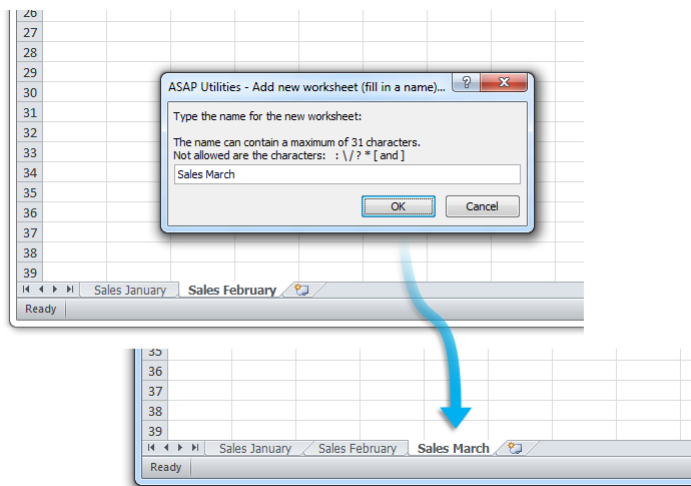 26
27
28
29
30
31
32
33
34
35
36
37
38
39
ASAP Utilities - Add new worksheet (fill in a name)...
Type the name for the new worksheet:
The name can contain a maximum of 31 characters.
Not allowed are the characters:   : \ / ? * [ and ]
Sales March
OK Cancel
Sales January Sales February
Ready
35
36
37
38
39
Sales January Sales February Sales March
Ready